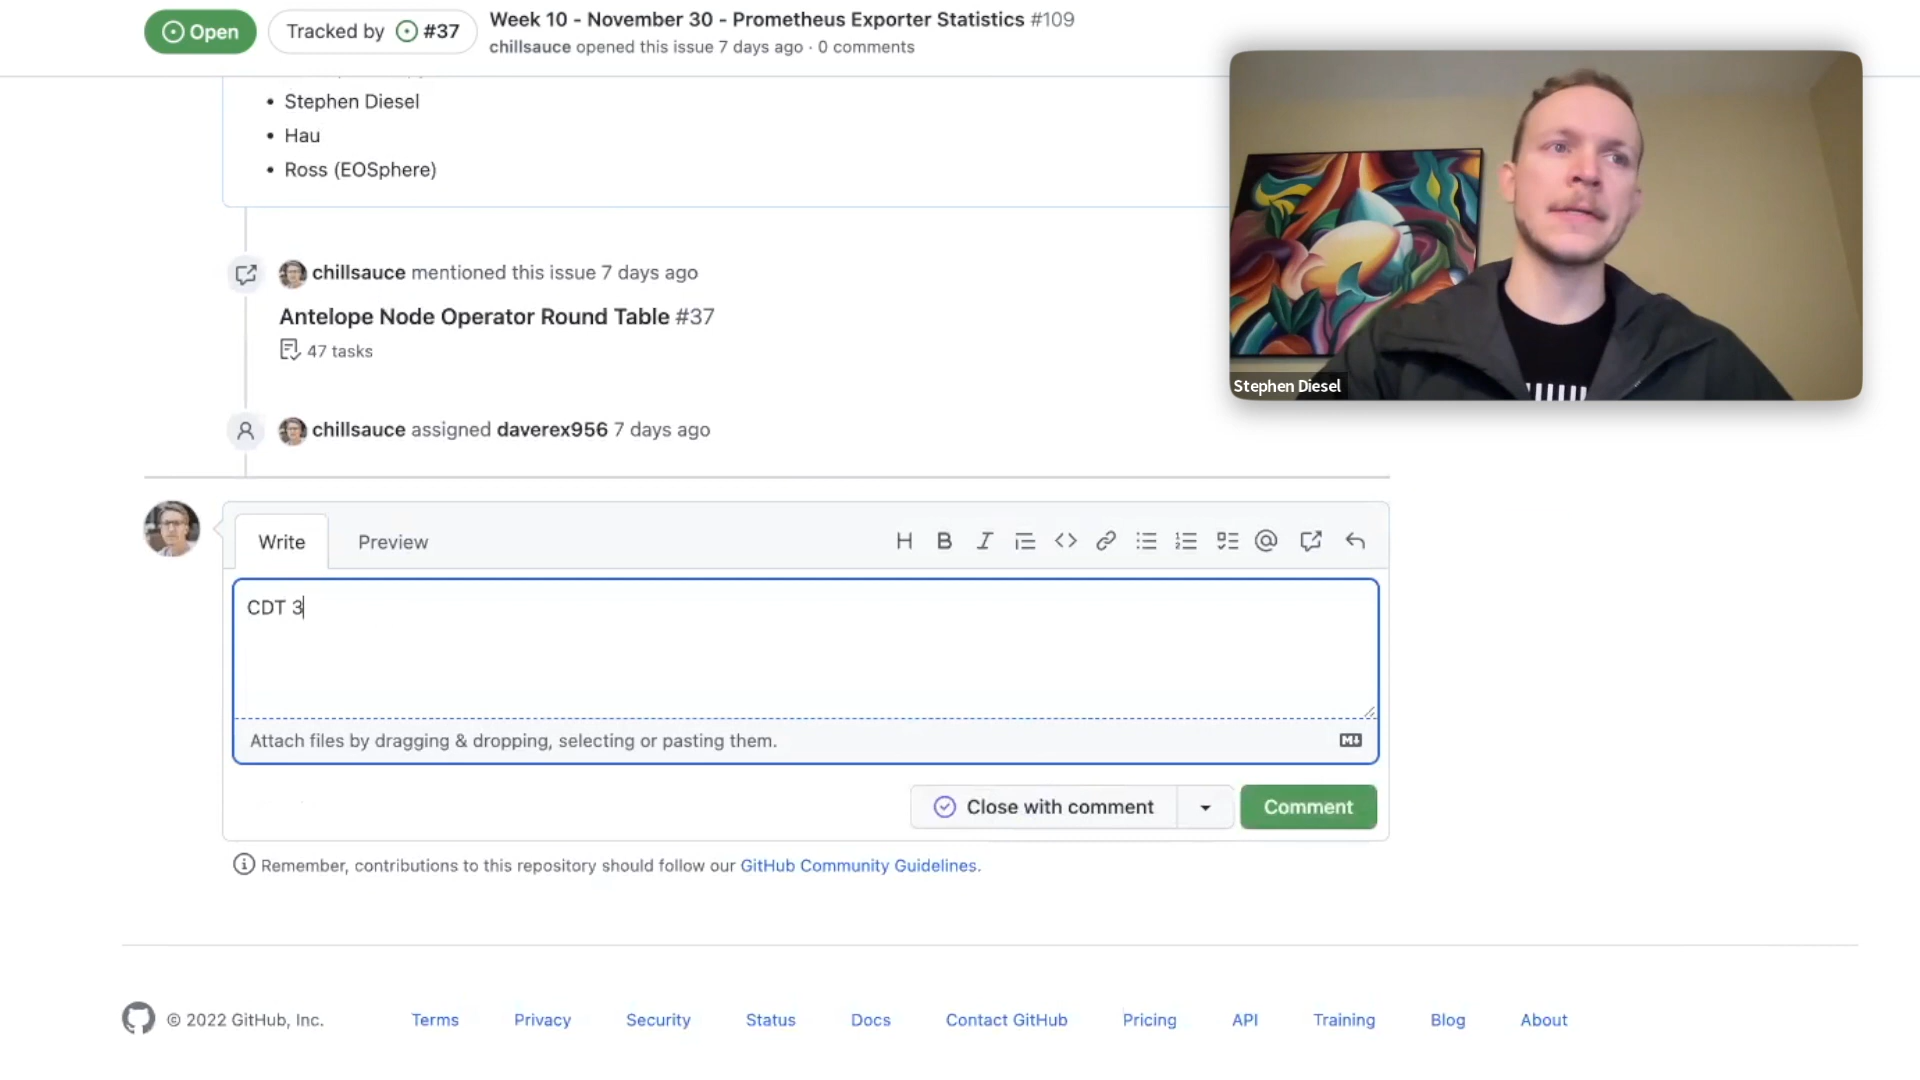 Open
Tracked by #37
Week 10 - November 30 - Prometheus Exporter Statistics #109
chillsauce opened this issue 7 days ago · 0 comments
• Stephen Diesel
• Hau
• Ross (EOSphere)
Stephen Diesel
chillsauce mentioned this issue 7 days ago
Antelope Node Operator Round Table #37
47 tasks
chillsauce assigned daverex956 7 days ago
Write
Preview
CDT 3
Attach files by dragging & dropping, selecting or pasting them.
Close with comment
Comment
Remember, contributions to this repository should follow our GitHub Community Guidelines.
© 2022 GitHub, Inc.
Terms
Privacy
Security
Status
Docs
Contact GitHub
Pricing
API
Training
Blog
About